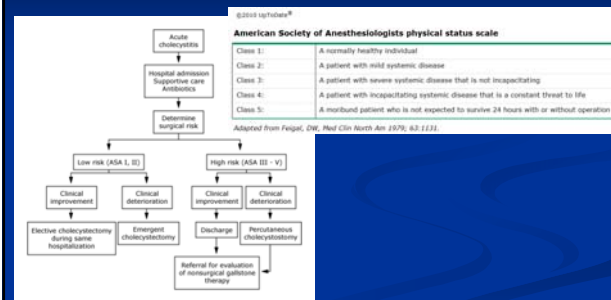 ©2010 UpToDate®
American Society of Anesthesiologists physical status scale
Class 1: A normally healthy individual
Class 2: A patient with mild systemic disease
Class 3: A patient with severe systemic disease that is not incapacitating
Class 4: A patient with incapacitating systemic disease that is a constant threat to life
Class 5: A moribund patient who is not expected to survive 24 hours with or without operation
Adapted from Feigal, DW, Med Clin North Am 1979; 63:1131.
Acute
cholecystitis
Hospital admission
Supportive care
Antibiotics
Determine
surgical risk
Low risk (ASA I, II)
High risk (ASA III - V)
Clinical
improvement
Clinical
deterioration
Clinical
improvement
Clinical
deterioration
Elective cholecystectomy
during same
hospitalization
Emergent
cholecystectomy
Discharge
Percutaneous
cholecystostomy
Referral for evaluation
of nonsurgical gallstone
therapy